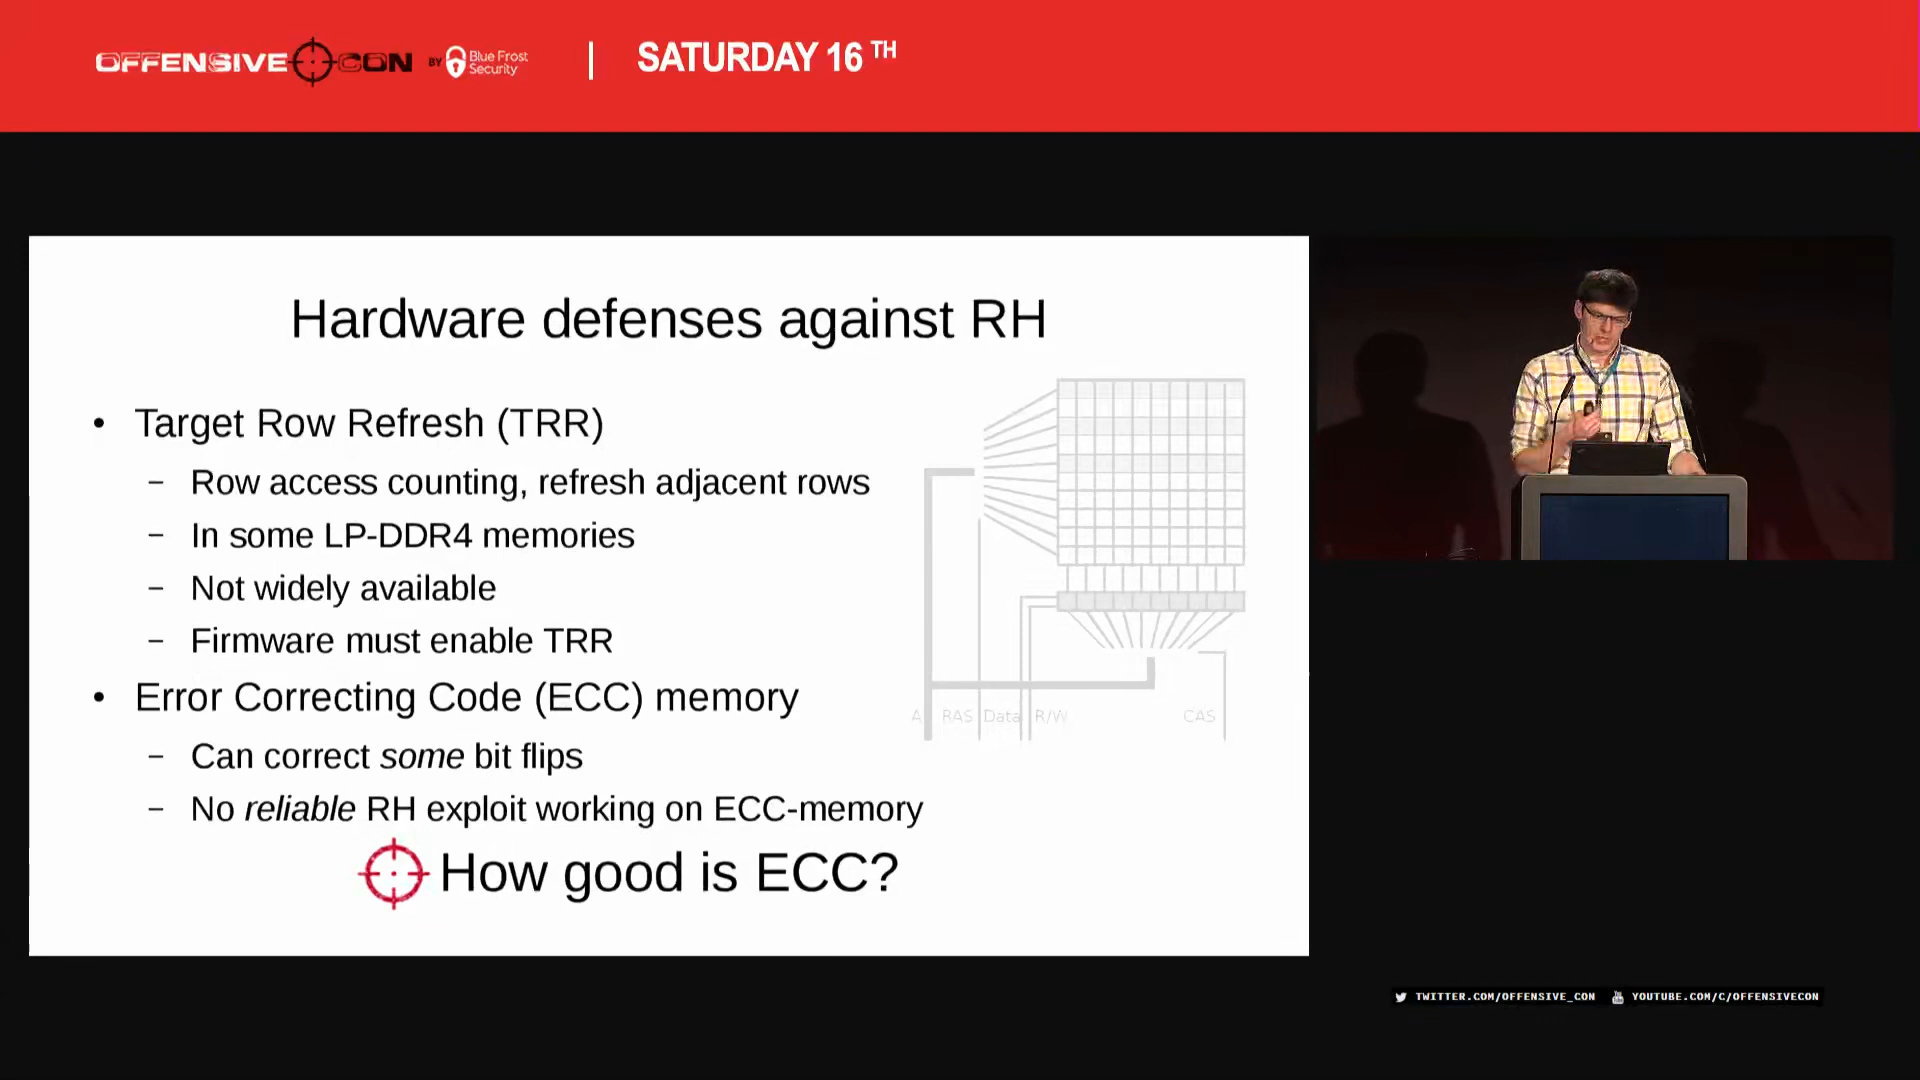 OFFENSIVE CON BY Blue Frost Security | SATURDAY 16 TH
Hardware defenses against RH
• Target Row Refresh (TRR)
– Row access counting, refresh adjacent rows
– In some LP-DDR4 memories
– Not widely available
– Firmware must enable TRR
• Error Correcting Code (ECC) memory
– Can correct some bit flips
– No reliable RH exploit working on ECC-memory
How good is ECC?
A RAS Data R/W CAS
TWITTER.COM/OFFENSIVE_CON YOUTUBE.COM/C/OFFENSIVECON